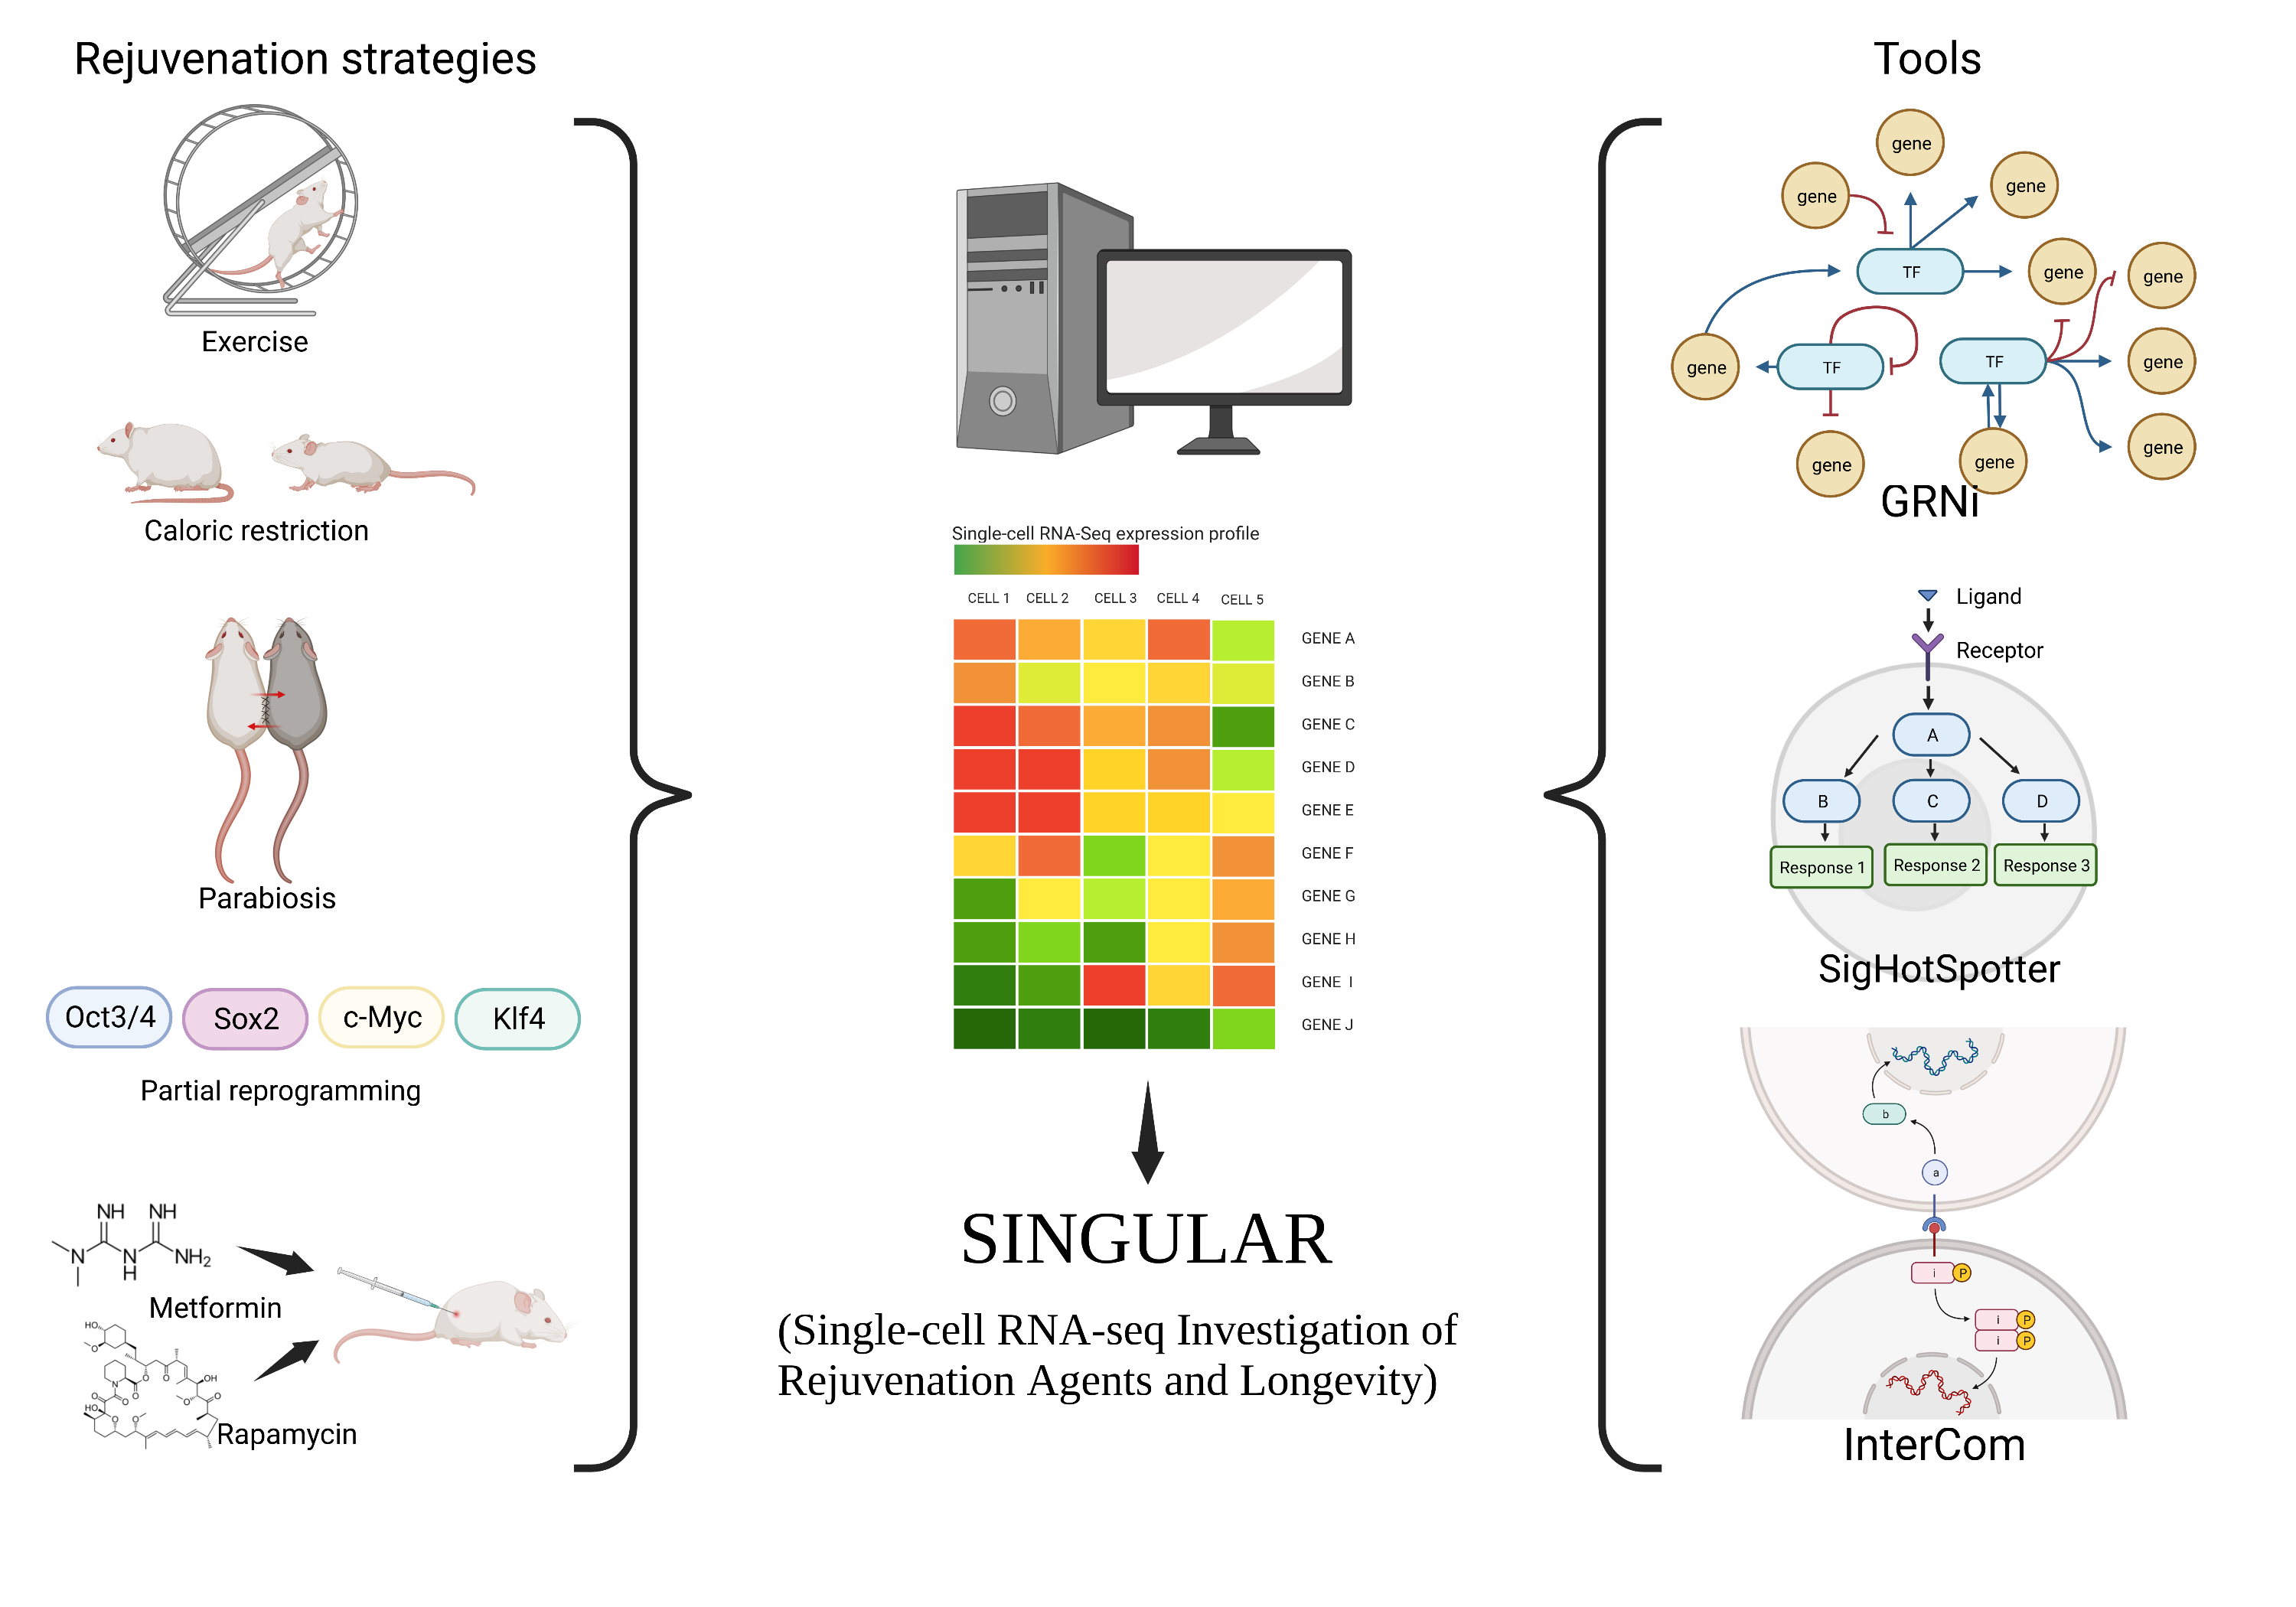 Rejuvenation strategies
Exercise
Caloric restriction
Parabiosis
Oct3/4
Sox2
c-Myc
Klf4
Partial reprogramming
NH
NH
N
N
H
NH2
Metformin
HO
O
O
O
OH
N
O
O
O
O
O
HO
O
O
Rapamycin
Single-cell RNA-Seq expression profile
CELL 1
CELL 2
CELL 3
CELL 4
CELL 5
GENE A
GENE B
GENE C
GENE D
GENE E
GENE F
GENE G
GENE H
GENE I
GENE J
SINGULAR
(Single-cell RNA-seq Investigation of
Rejuvenation Agents and Longevity)
Tools
gene
gene
gene
TF
gene
gene
gene
TF
TF
gene
gene
gene
gene
GRNi
Ligand
Receptor
A
B
C
D
Response 1
Response 2
Response 3
SigHotSpotter
b
a
i
P
i
P
i
P
InterCom